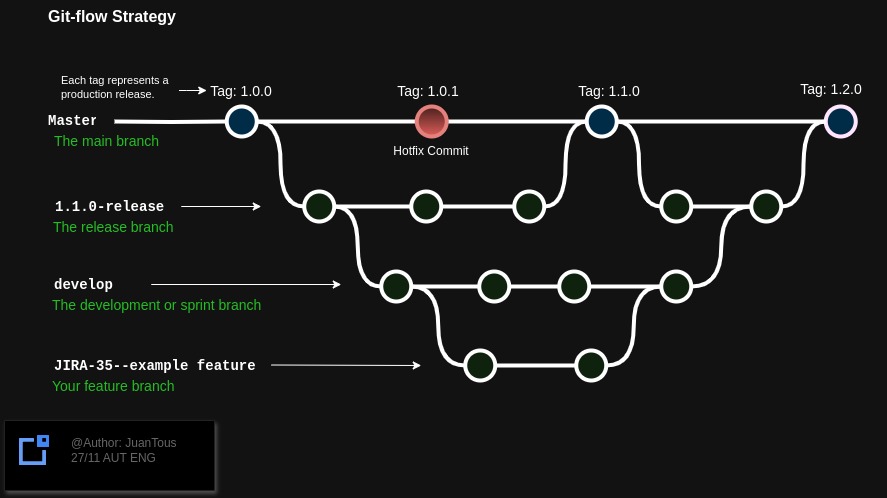 Git-flow Strategy
Each tag represents a
production release.
Tag: 1.0.0
Tag: 1.0.1
Tag: 1.1.0
Tag: 1.2.0
Master
The main branch
Hotfix Commit
1.1.0-release
The release branch
develop
The development or sprint branch
JIRA-35--example feature
Your feature branch
@Author: JuanTous
27/11 AUT ENG